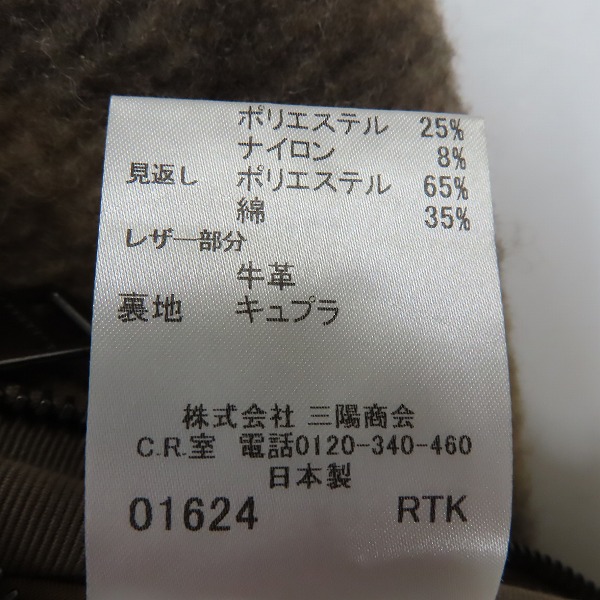 ポリエステル 25%
ナイロン 8%
見返し ポリエステル 65%
綿 35%
レザー部分
牛革
裏地 キュプラ
株式会社 三陽商会
C.R.室 電話0120-340-460
日本製
01624 RTK